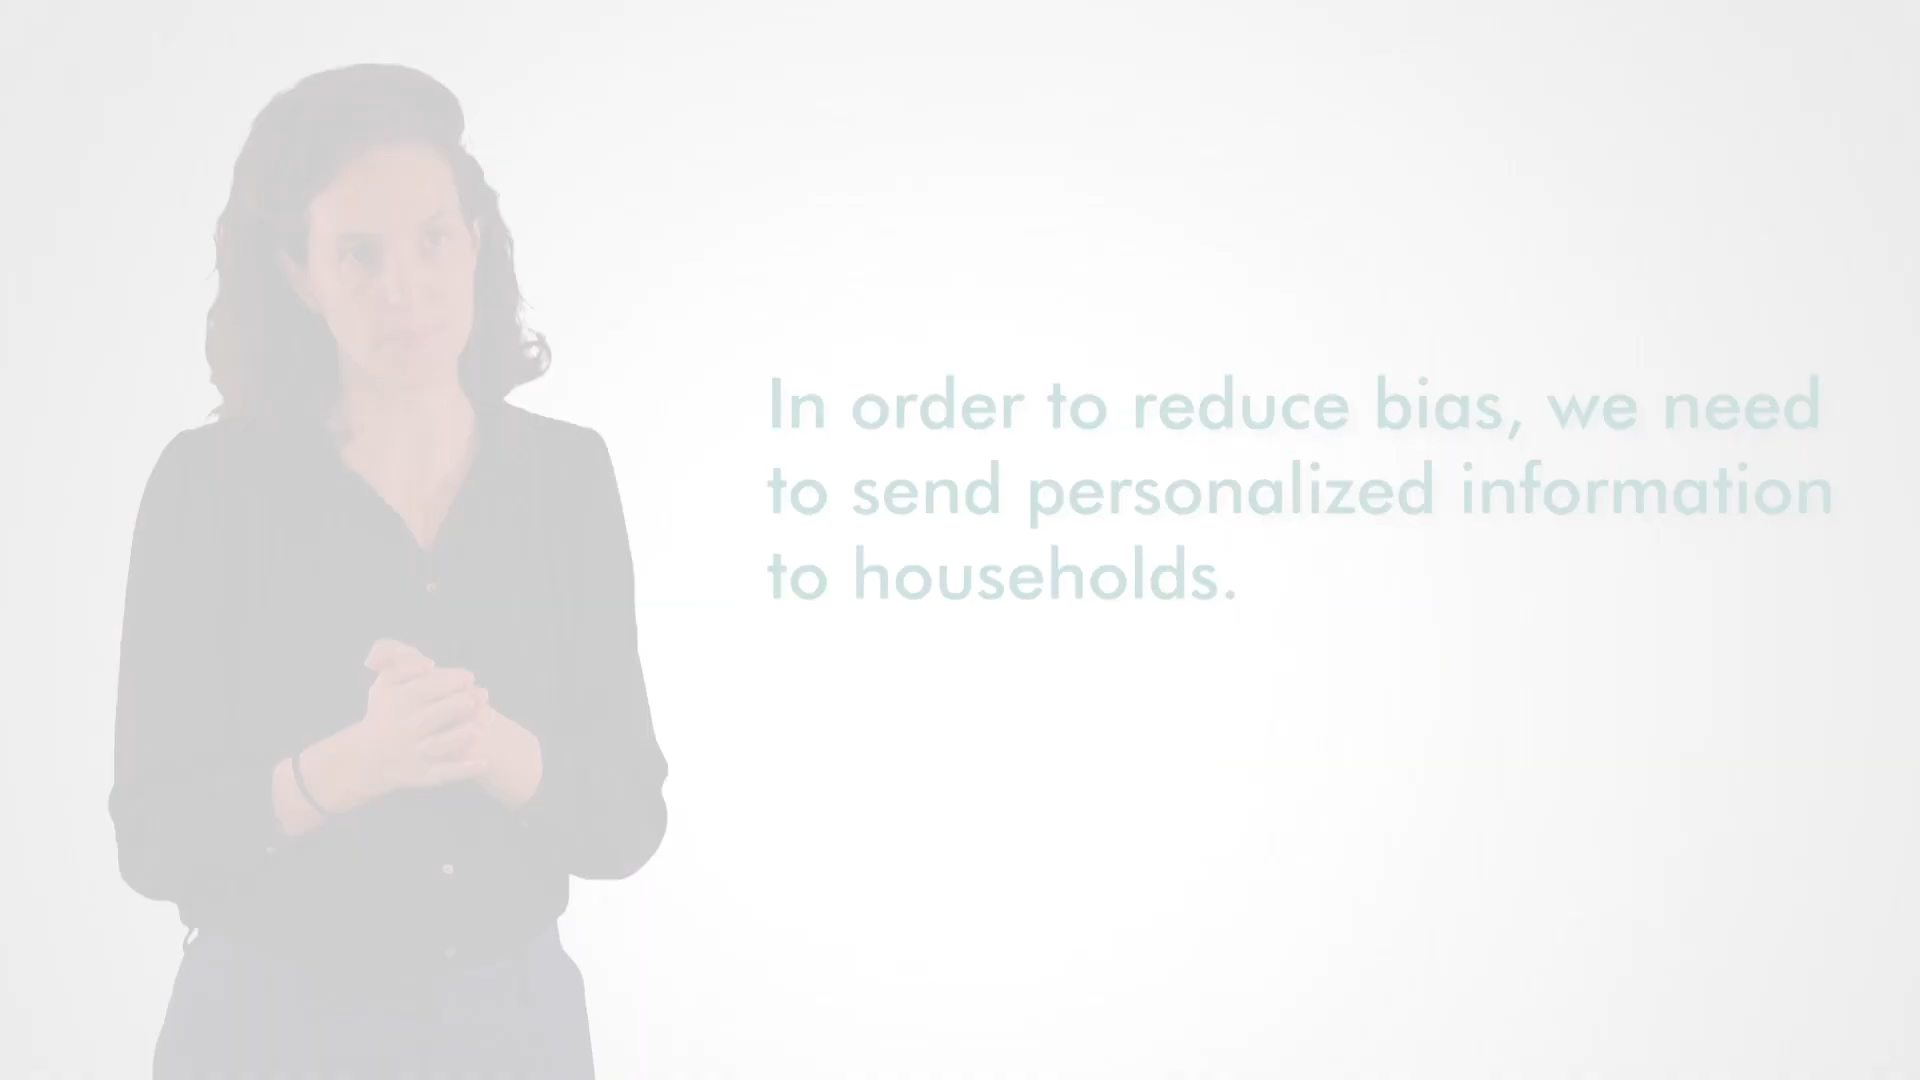 In order to reduce bias, we need
to send personalized information
to households.